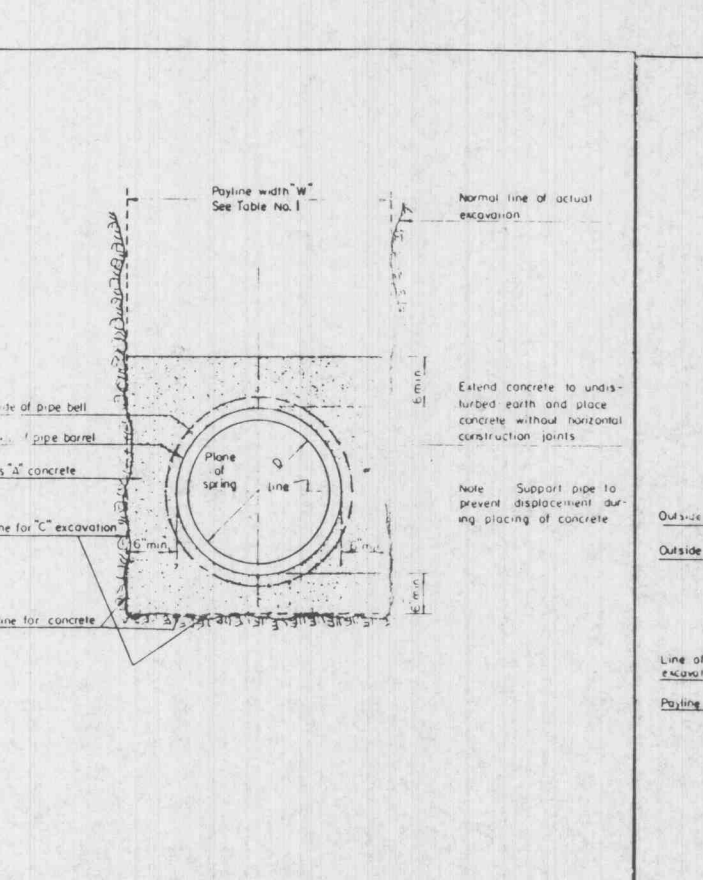 Payline width "W"
See Table No. 1
Normal line of actual
excavation
6 min.
Extend concrete to undis-
turbed earth and place
concrete without horizontal
construction joints
of pipe bell
pipe barrel
"A" concrete
Plane
of
spring
line
D
Note Support pipe to
prevent displacement dur-
ing placing of concrete
for "C" excavation
6" min.
6" min.
6 min.
for concrete
Outside
Outside
Line of
excavat
Payline